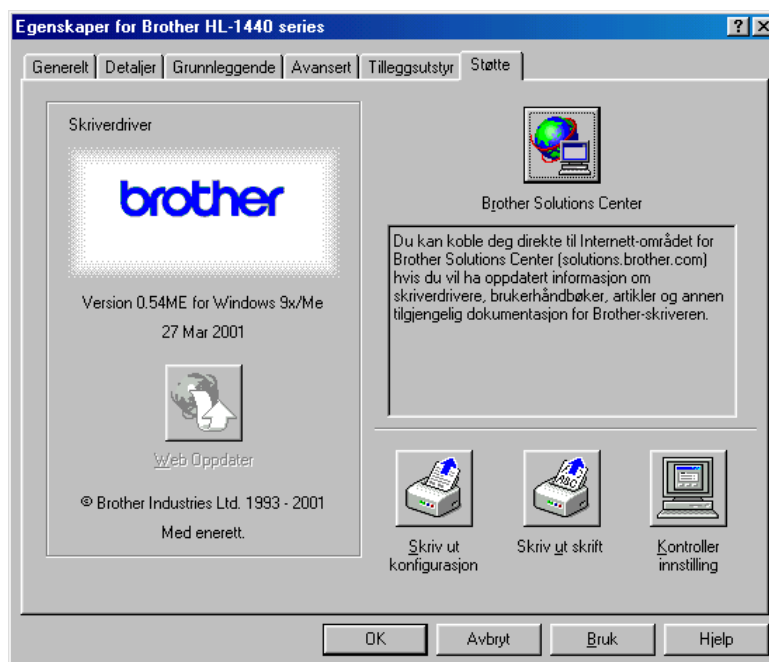 Egenskaper for Brother HL-1440 series
Generelt Detaljer Grunnleggende Avansert Tilleggsutstyr Støtte
Skriverdriver
brother
Version 0.54ME for Windows 9x/Me
27 Mar 2001
Web Oppdater
© Brother Industries Ltd. 1993 - 2001
Med enerett.
Brother Solutions Center
Du kan koble deg direkte til Internett-området for
Brother Solutions Center (solutions.brother.com)
hvis du vil ha oppdatert informasjon om
skriverdrivere, brukerhåndbøker, artikler og annen
tilgjengelig dokumentasjon for Brother-skriveren.
Skriv ut
konfigurasjon
Skriv ut skrift
Kontroller
innstilling
OK Avbryt Bruk Hjelp